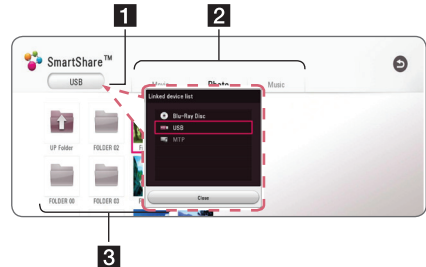 1
2
SmartShare™
USB
Photo
Music
Linked device list
Blu-Ray Disc
USB
MTP
Close
UP Folder
FOLDER 02
FOLDER 00
FOLDER 03
3